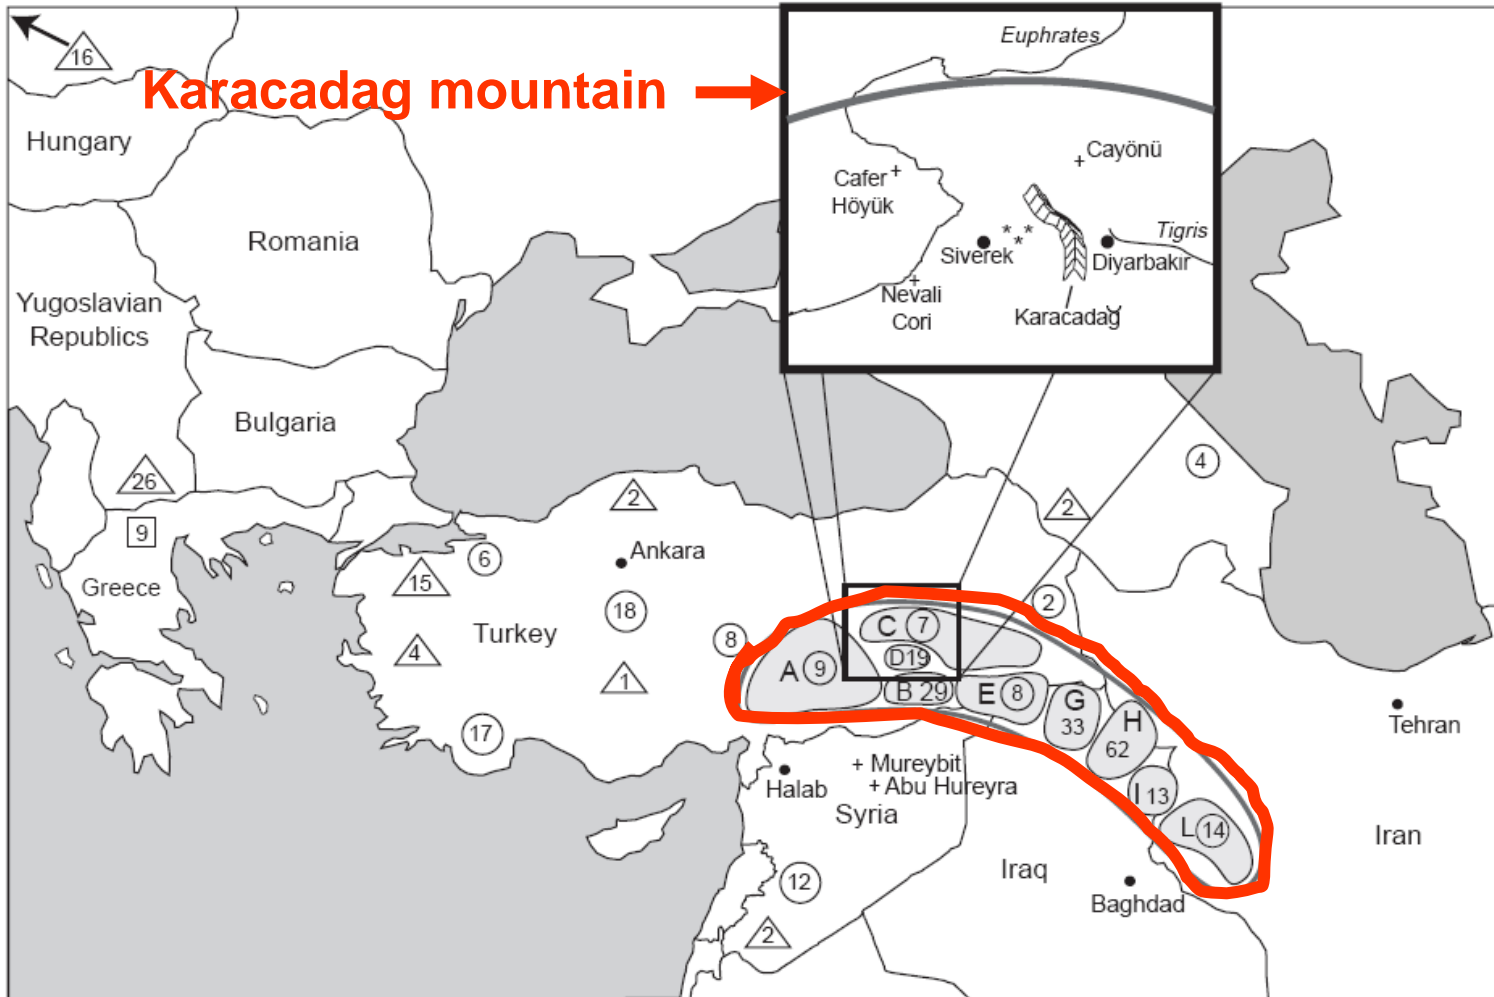 16
Karacadag mountain
Hungary
Romania
Yugoslavian
Republics
Bulgaria
26
9
Greece
Euphrates
Cayönü
Cafer
Höyük
Tigris
Siverek
Diyarbakır
Nevali
Cori
Karacadag
4
2
2
Ankara
6
15
18
Turkey
4
1
17
8
2
C 7
D19
A 9
B 29
E 8
G
33
H
62
I 13
L 14
Tehran
Halab
Mureybit
Abu Hureyra
Syria
Iraq
Iran
12
Baghdad
2